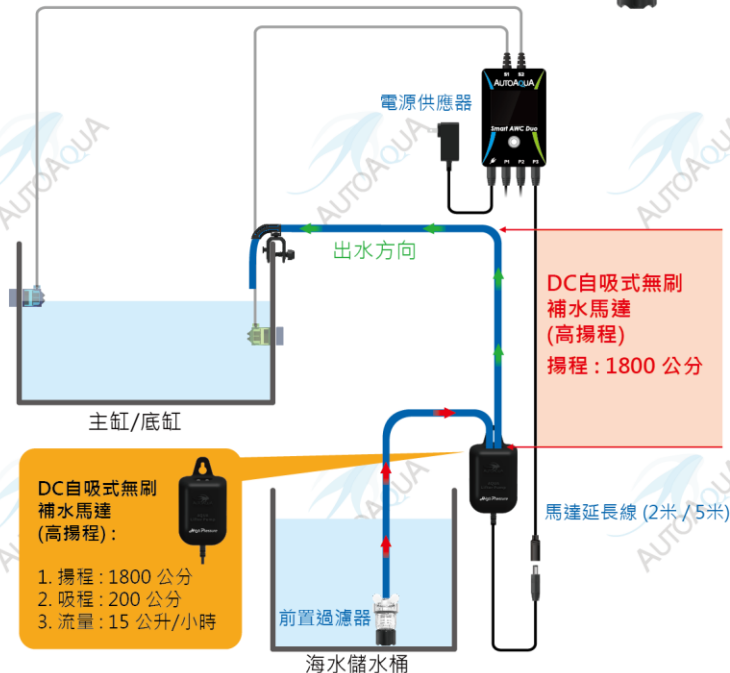 S1 S2
AUTOAQUA
電源供應器
Smart AWC Duo
P1 P2 P3
AUTOAQUA
AUTOAQUA
AUTOAQUA
出水方向
DC自吸式無刷
補水馬達
(高揚程)
揚程 : 1800 公分
主缸/底缸
DC自吸式無刷
補水馬達
(高揚程) :
High Pressure
1. 揚程 : 1800 公分
2. 吸程 : 200 公分
3. 流量 : 15 公升/小時
High Pressure
馬達延長線 (2米 / 5米)
AUTOAQUA
AUTOAQUA
前置過濾器
海水儲水桶